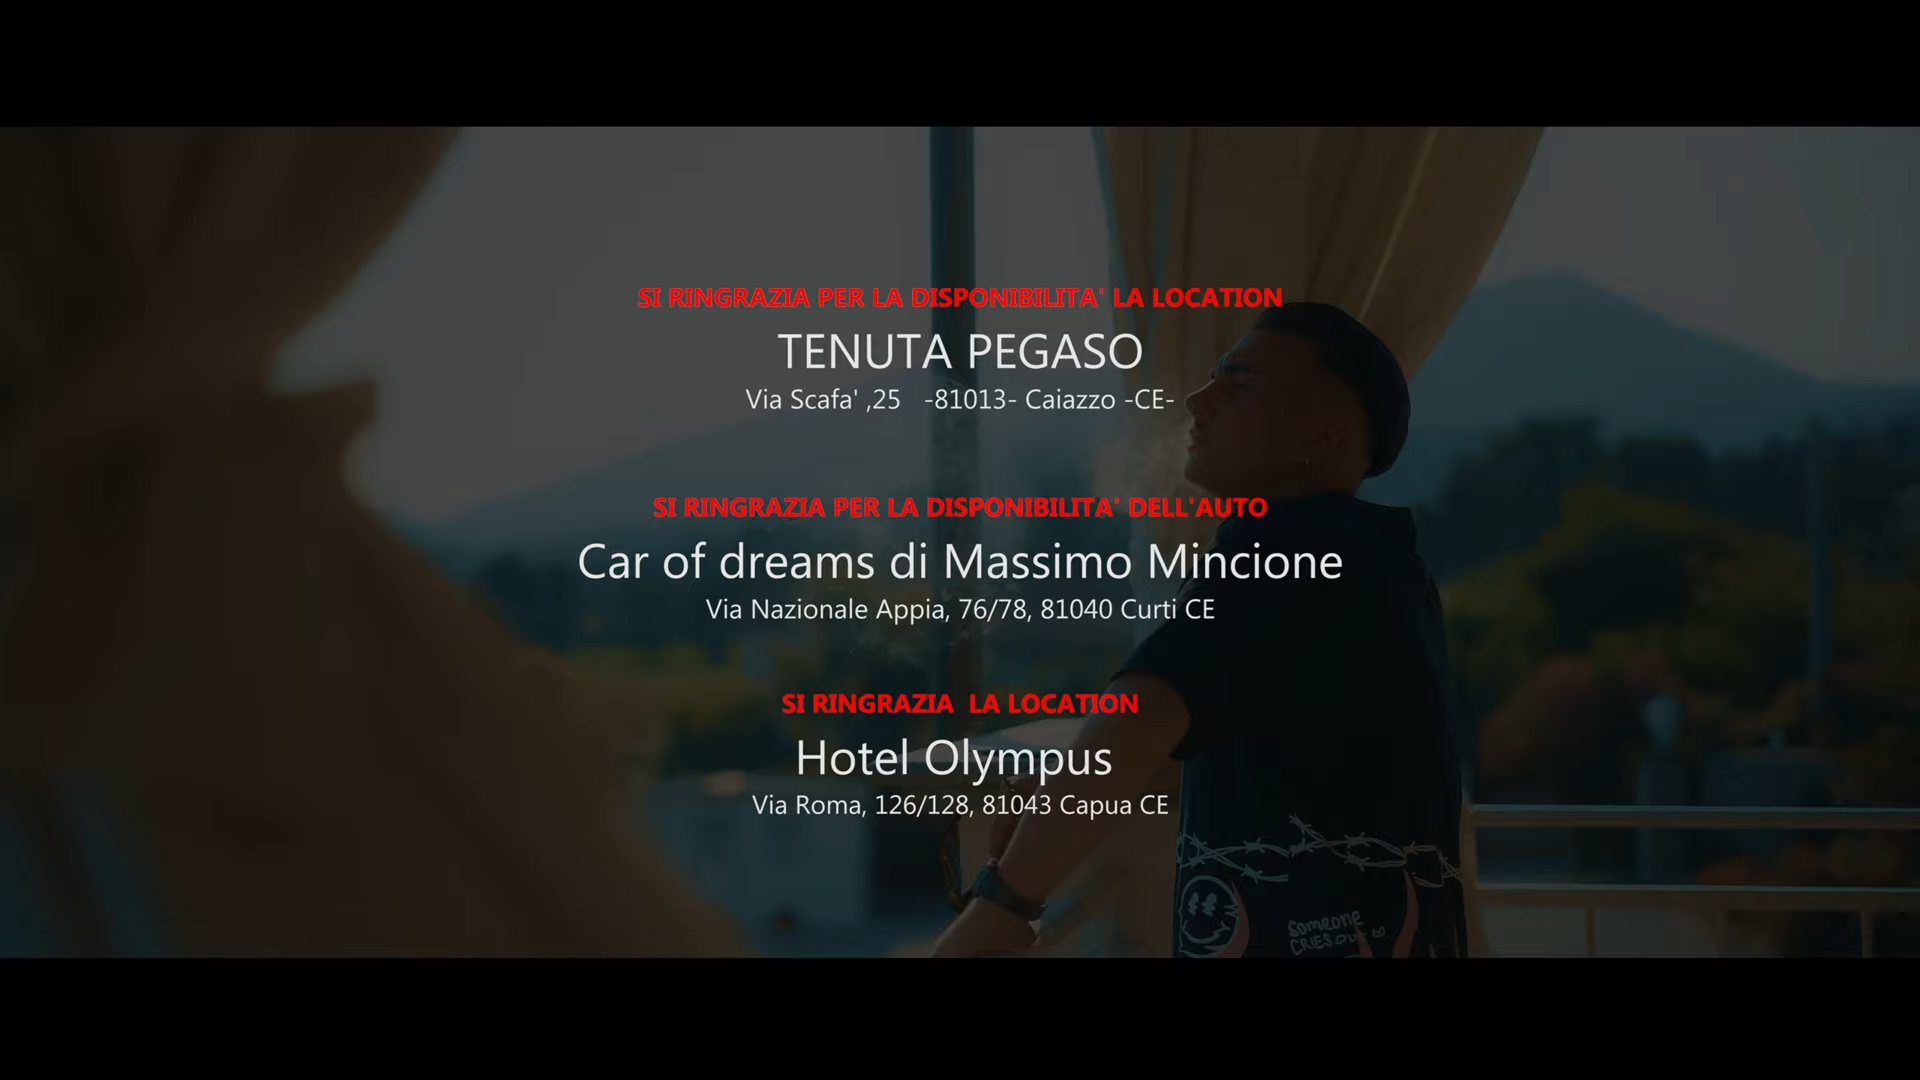 SI RINGRAZIA PER LA DISPONIBILITA' LA LOCATION
TENUTA PEGASO
Via Scafa' ,25   -81013- Caiazzo -CE-
SI RINGRAZIA PER LA DISPONIBILITA' DELL'AUTO
Car of dreams di Massimo Mincione
Via Nazionale Appia, 76/78, 81040 Curti CE
SI RINGRAZIA  LA LOCATION
Hotel Olympus
Via Roma, 126/128, 81043 Capua CE
someone
CRIES